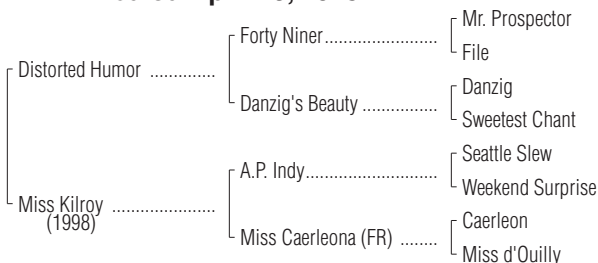 Forty Niner
Mr. Prospector
File
Distorted Humor
Danzig's Beauty
Danzig
Sweetest Chant
A.P. Indy
Seattle Slew
Weekend Surprise
Miss Kilroy
(1998)
Miss Caerleona (FR)
Caerleon
Miss d'Ouilly